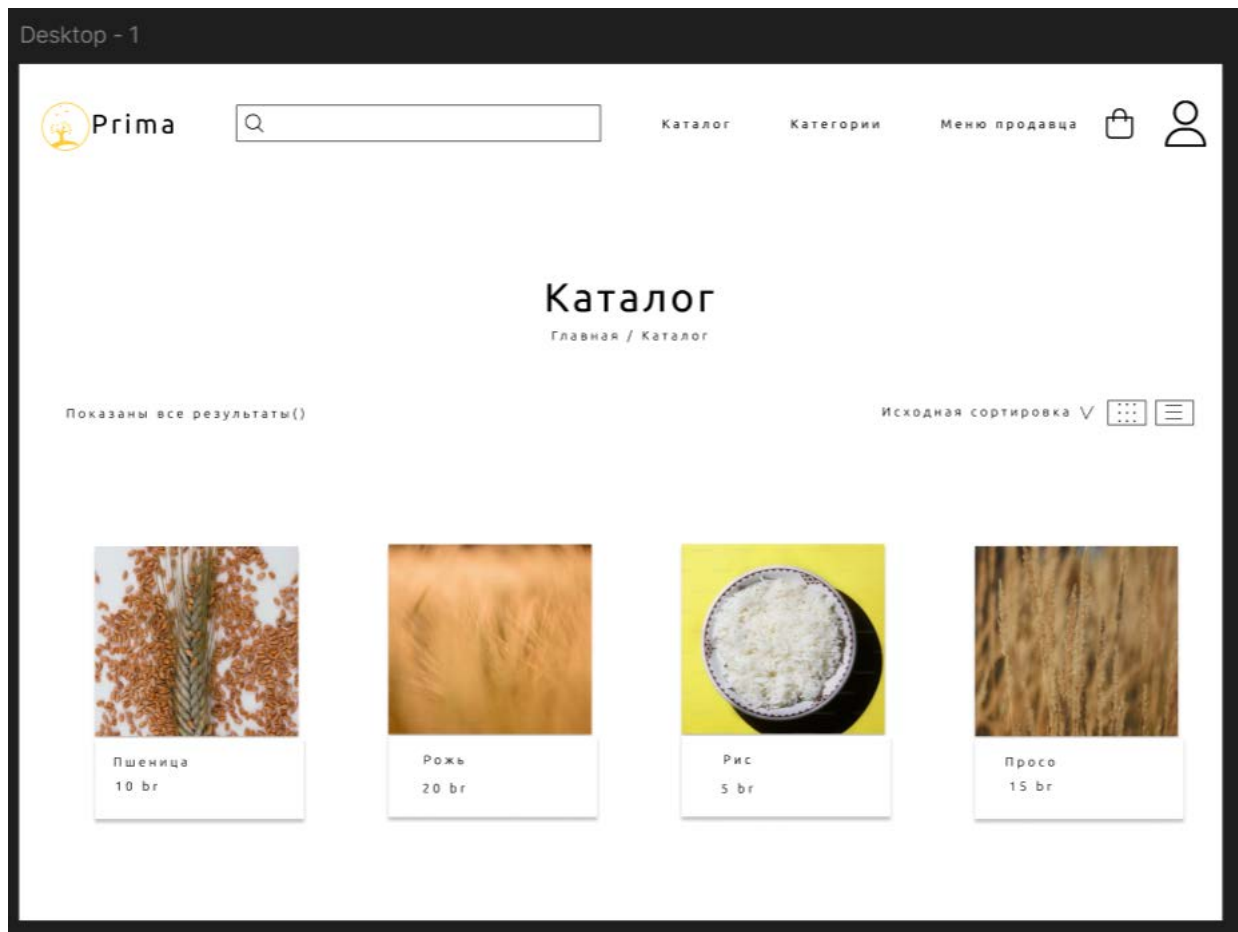 Desktop - 1
Prima Каталог Категории Меню продавца
Каталог
Главная / Каталог
Показаны все результаты() Исходная сортировка
Пшеница Рожь Рис Просо
10 br 20 br 5 br 15 br